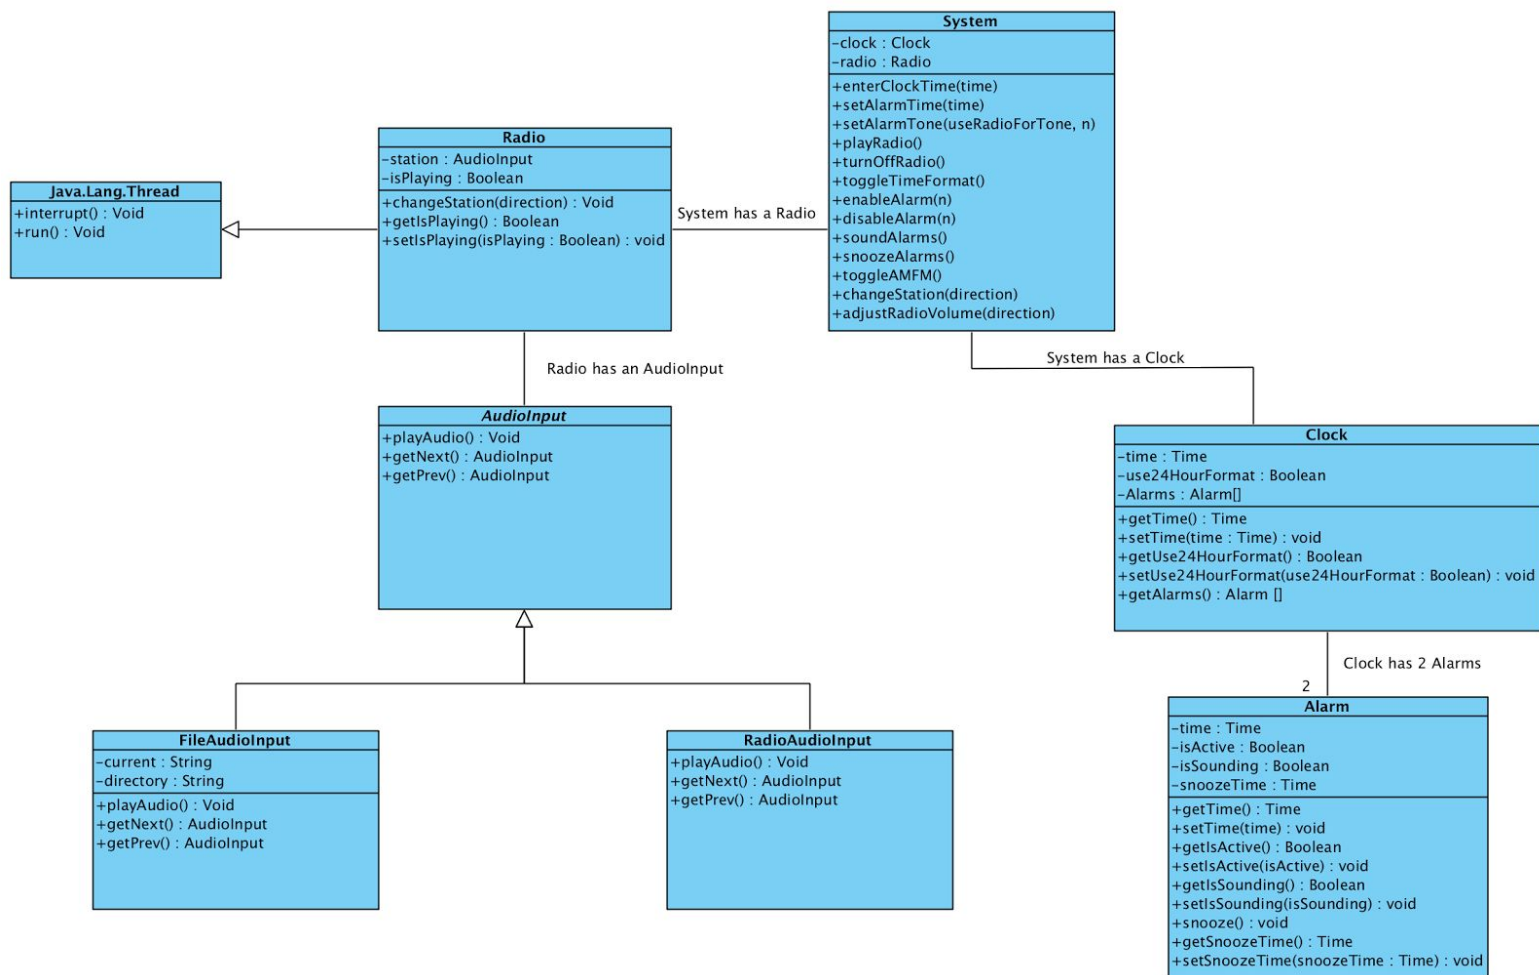 System
-clock : Clock
-radio : Radio
+enterClockTime(time)
+setAlarmTime(time)
+setAlarmTone(useRadioForTone, n)
+playRadio()
+turnOffRadio()
+toggleTimeFormat()
+enableAlarm(n)
+disableAlarm(n)
+soundAlarms()
+snoozeAlarms()
+toggleAMFM()
+changeStation(direction)
+adjustRadioVolume(direction)
Radio
-station : AudioInput
-isPlaying : Boolean
+changeStation(direction) : Void
+getIsPlaying() : Boolean
+setIsPlaying(isPlaying : Boolean) : void
Java.Lang.Thread
+interrupt() : Void
+run() : Void
System has a Radio
Radio has an AudioInput
System has a Clock
AudioInput
+playAudio() : Void
+getNext() : AudioInput
+getPrev() : AudioInput
Clock
-time : Time
-use24HourFormat : Boolean
-Alarms : Alarm[]
+getTime() : Time
+setTime(time : Time) : void
+getUse24HourFormat() : Boolean
+setUse24HourFormat(use24HourFormat : Boolean) : void
+getAlarms() : Alarm []
Clock has 2 Alarms
2
FileAudioInput
-current : String
-directory : String
+playAudio() : Void
+getNext() : AudioInput
+getPrev() : AudioInput
RadioAudioInput
+playAudio() : Void
+getNext() : AudioInput
+getPrev() : AudioInput
Alarm
-time : Time
-isActive : Boolean
-isSounding : Boolean
-snoozeTime : Time
+getTime() : Time
+setTime(time) : void
+getIsActive() : Boolean
+setIsActive(isActive) : void
+getIsSounding() : Boolean
+setIsSounding(isSounding) : void
+snooze() : void
+getSnoozeTime() : Time
+setSnoozeTime(snoozeTime : Time) : void